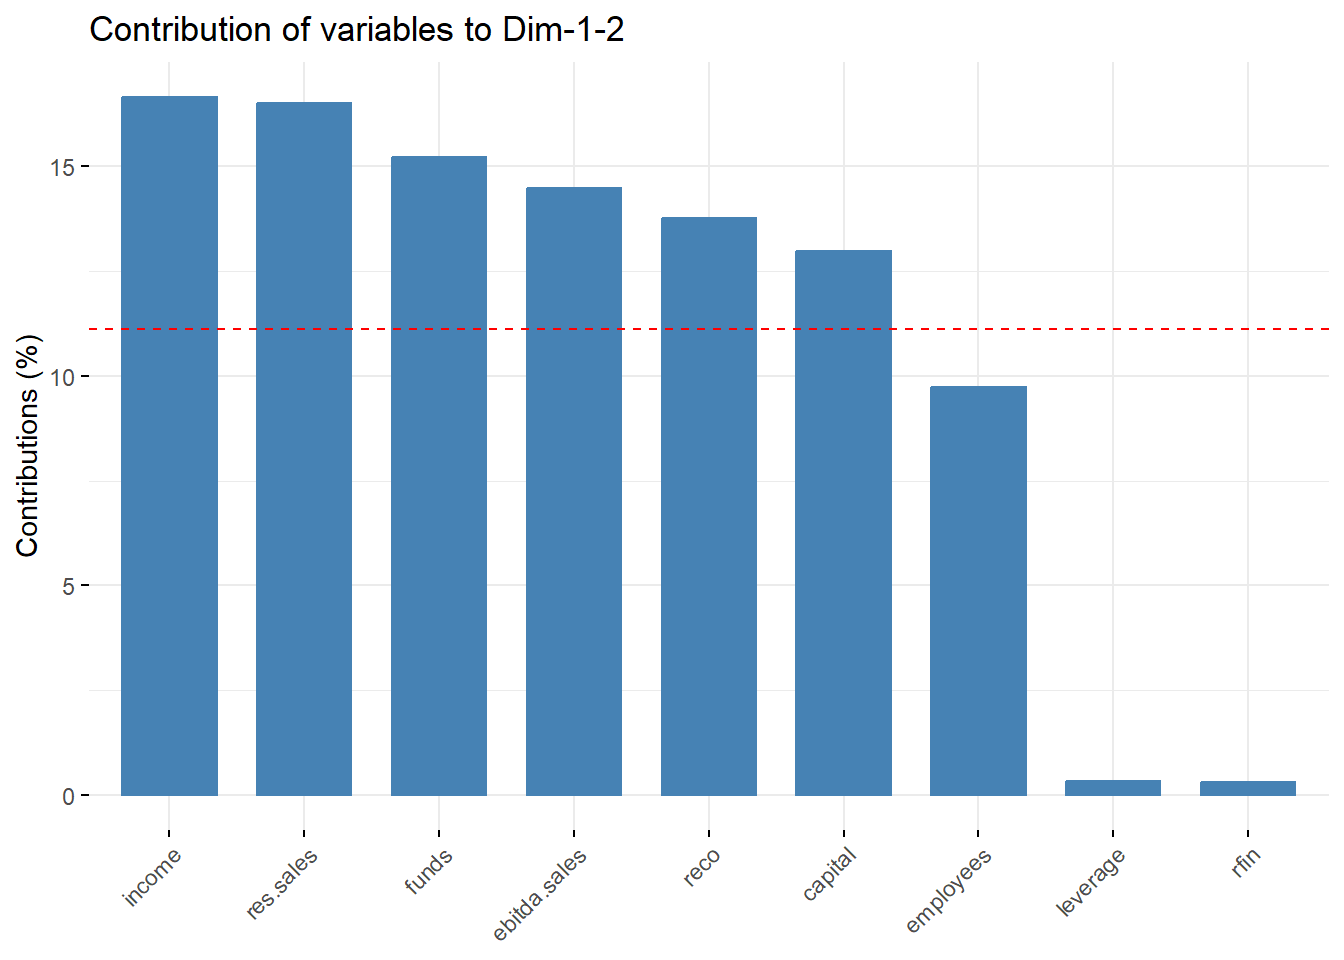 Contribution of variables to Dim-1-2
Contributions (%)
15
10
5
0
income
res.sales
funds
ebitda.sales
reco
capital
employees
leverage
rfin